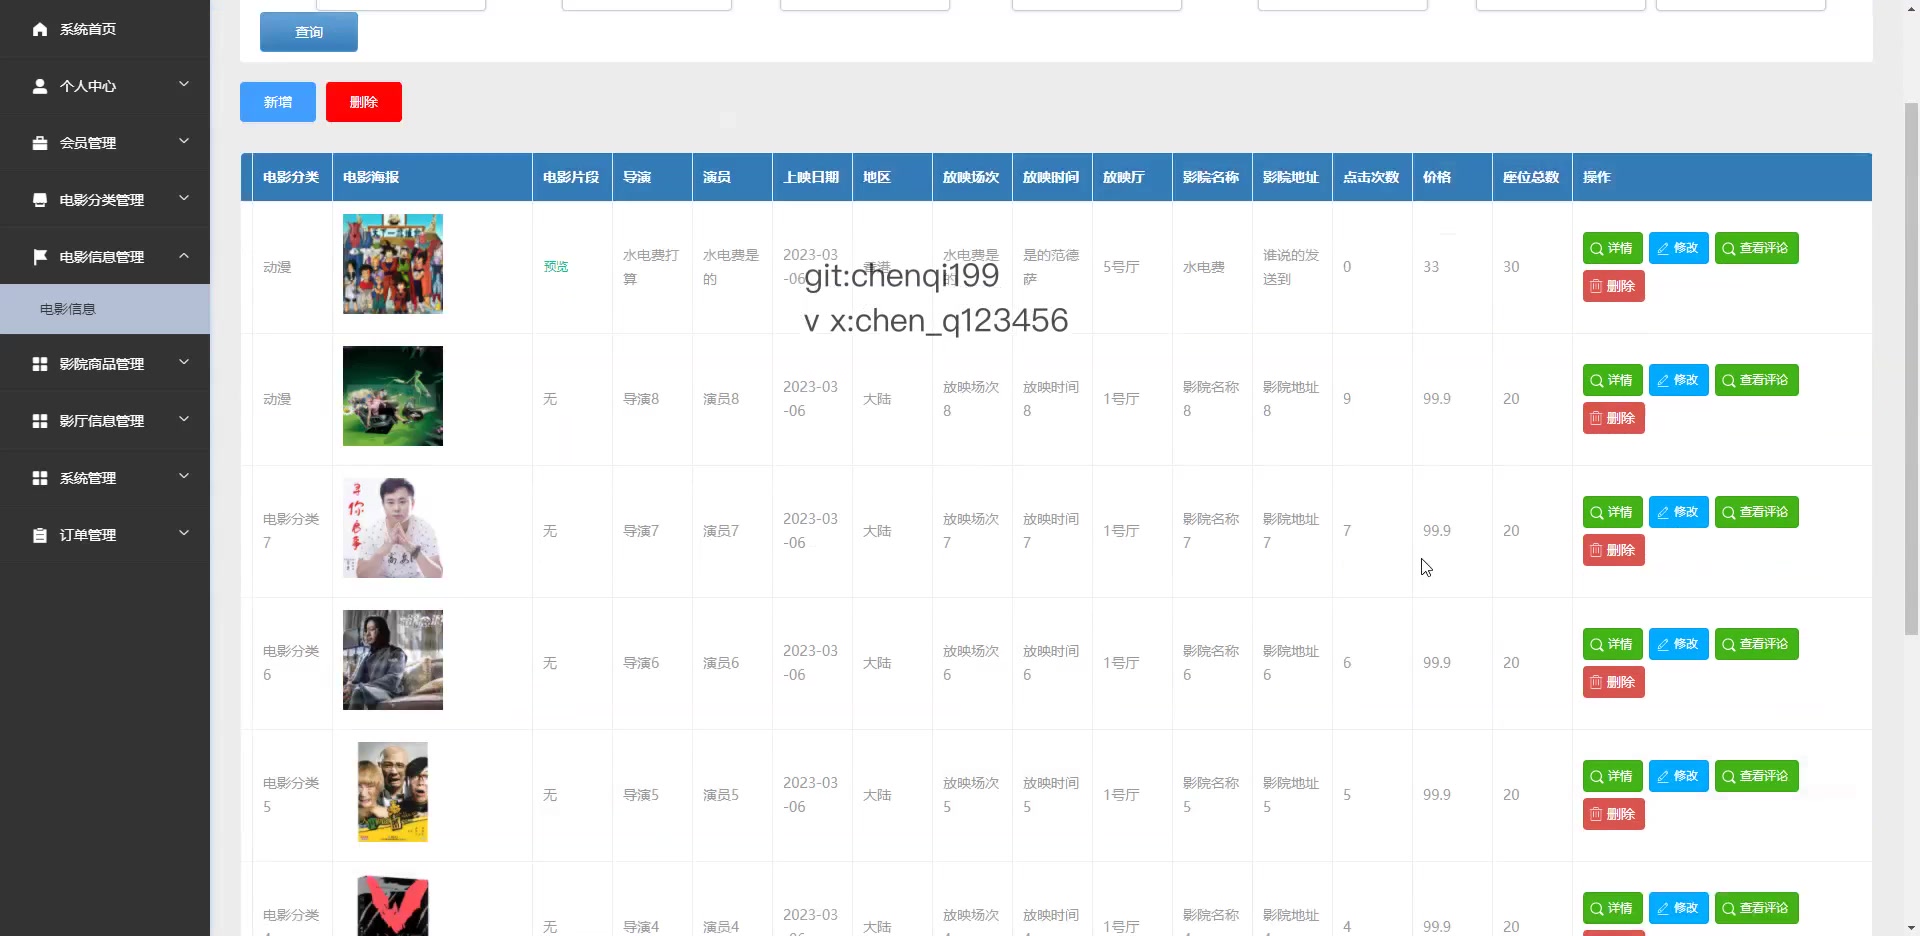 系统首页
个人中心
会员管理
电影分类管理
电影信息管理
电影信息
影院商品管理
影厅信息管理
系统管理
订单管理
查询
新增 删除
电影分类 电影海报 电影片段 导演 演员 上映日期 地区 放映场次 放映时间 放映厅 影院名称 影院地址 点击次数 价格 座位总数 操作
动漫 预览 水电费打算 水电费是的 2023-03-06 香港 水电费是的 是的范德萨 5号厅 水电费 谁说的发送到 0 33 30 详情 修改 查看评论 删除
git:chenqi199
v x:chen_q123456
动漫 无 导演8 演员8 2023-03-06 大陆 放映场次8 放映时间8 1号厅 影院名称8 影院地址8 9 99.9 20 详情 修改 查看评论 删除
电影分类7 寻你启事 无 导演7 演员7 2023-03-06 大陆 放映场次7 放映时间7 1号厅 影院名称7 影院地址7 7 99.9 20 详情 修改 查看评论 删除
电影分类6 无 导演6 演员6 2023-03-06 大陆 放映场次6 放映时间6 1号厅 影院名称6 影院地址6 6 99.9 20 详情 修改 查看评论 删除
电影分类5 无 导演5 演员5 2023-03-06 大陆 放映场次5 放映时间5 1号厅 影院名称5 影院地址5 5 99.9 20 详情 修改 查看评论 删除
电影分类 无 导演4 演员4 2023-03 大陆 放映场次 放映时间 1号厅 影院名称 影院地址 4 99.9 20 详情 修改 查看评论